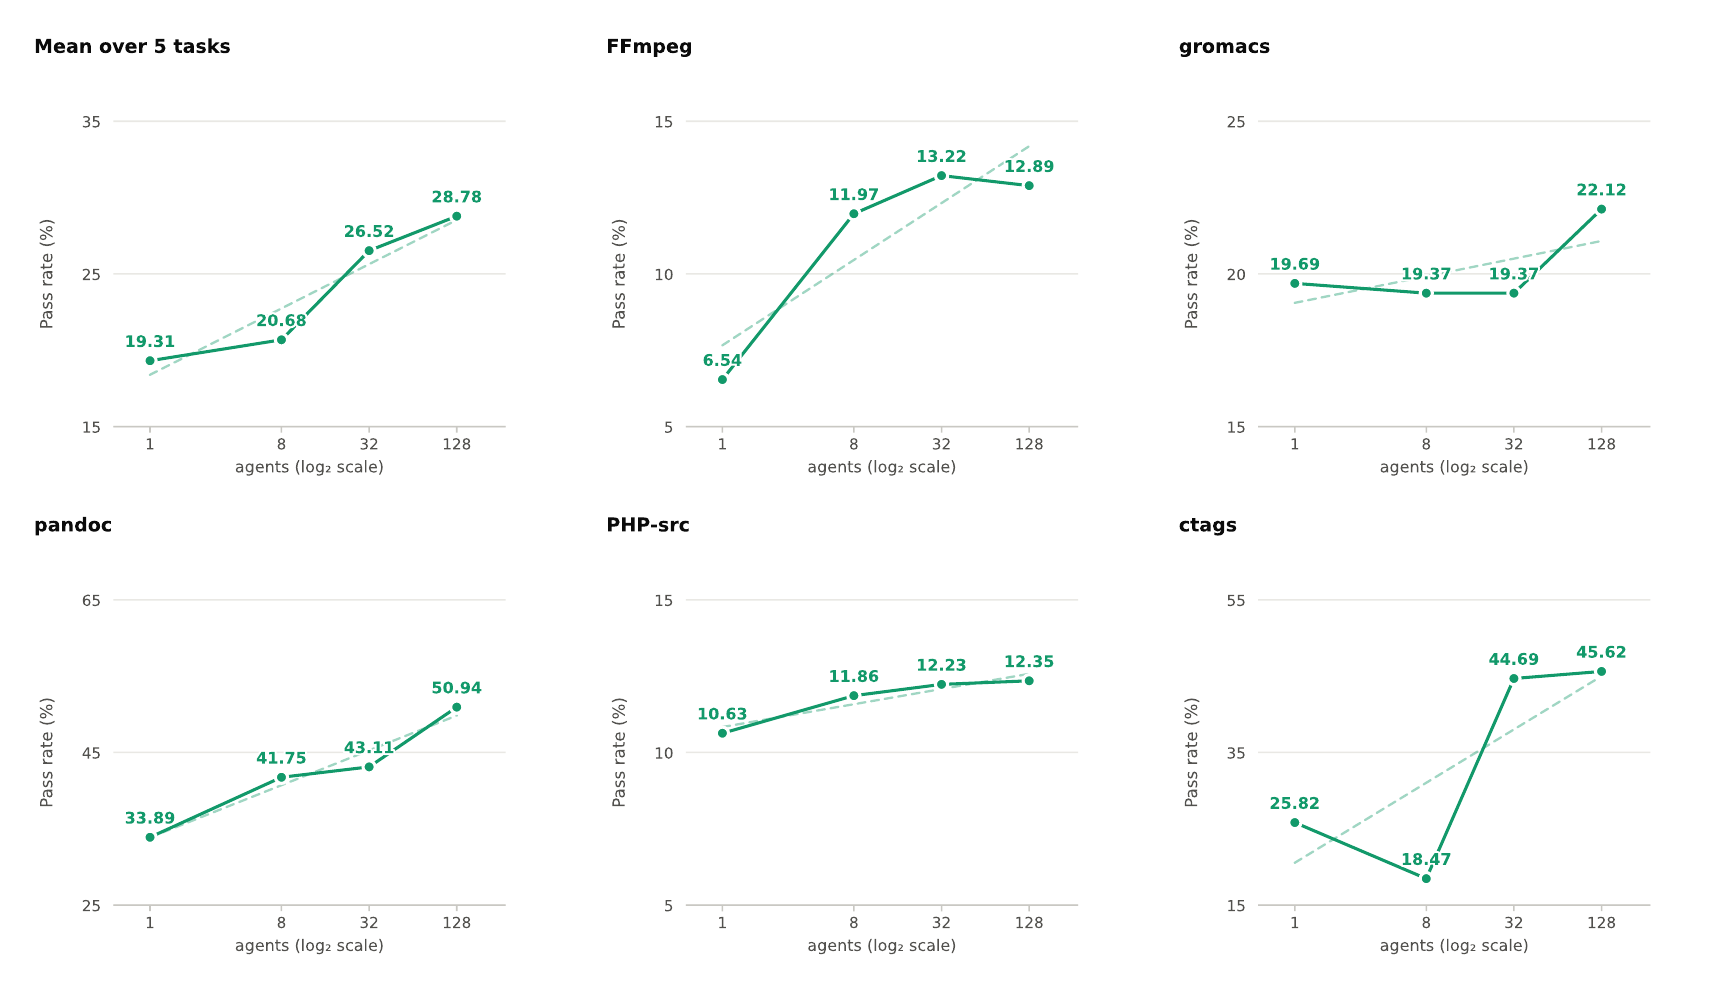 Mean over 5 tasks
35
25
15
Pass rate (%)
19.31
20.68
26.52
28.78
1 8 32 128
agents (log₂ scale)
FFmpeg
15
10
5
Pass rate (%)
6.54
11.97
13.22
12.89
1 8 32 128
agents (log₂ scale)
gromacs
25
20
15
Pass rate (%)
19.69
19.37
19.37
22.12
1 8 32 128
agents (log₂ scale)
pandoc
65
45
25
Pass rate (%)
33.89
41.75
43.11
50.94
1 8 32 128
agents (log₂ scale)
PHP-src
15
10
5
Pass rate (%)
10.63
11.86
12.23
12.35
1 8 32 128
agents (log₂ scale)
ctags
55
35
15
Pass rate (%)
25.82
18.47
44.69
45.62
1 8 32 128
agents (log₂ scale)